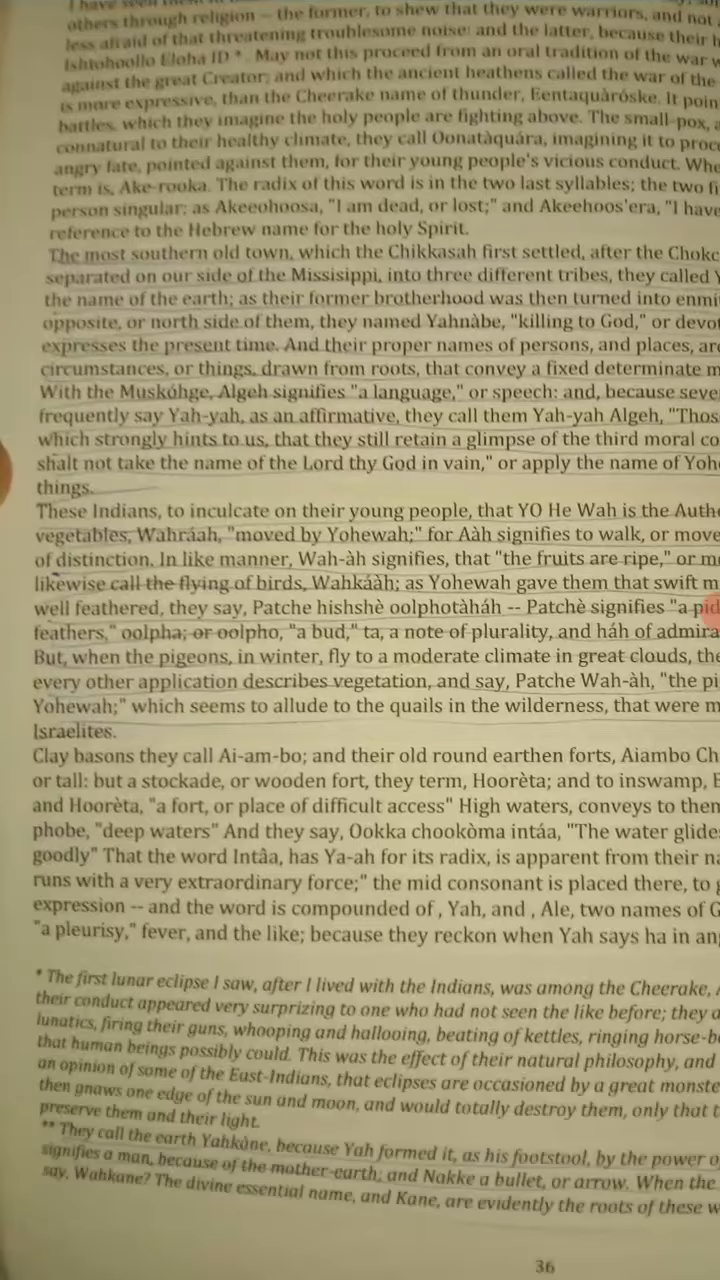 I have seen them
others through religion -- the former, to shew that they were warriors, and not
less afraid of that threatening troublesome noise: and the latter, because their
Ishtohoollo Eloha ID * May not this proceed from an oral tradition of the war
against the great Creator, and which the ancient heathens called the war of the
is more expressive, than the Cheerake name of thunder, Eentaquàróske. It poin
battles, which they imagine the holy people are fighting above. The small-pox,
connatural to their healthy climate, they call Oonatàquára, imagining it to proc
angry fate, pointed against them, for their young people's vicious conduct. Whe
term is, Ake-rooka. The radix of this word is in the two last syllables; the two fi
person singular; as Akeeohoosa, "I am dead, or lost;" and Akeehoos'era, "I have
reference to the Hebrew name for the holy Spirit.
The most southern old town, which the Chikkasah first settled, after the Chokc
separated on our side of the Missisippi, into three different tribes, they called Y
the name of the earth; as their former brotherhood was then turned into enmi
opposite, or north side of them, they named Yahnàbe, "killing to God," or devot
expresses the present time. And their proper names of persons, and places, are
circumstances, or things, drawn from roots, that convey a fixed determinate m
With the Muskóhge, Algeh signifies "a language," or speech: and, because seve
frequently say Yah-yah, as an affirmative, they call them Yah-yah Algeh, "Thos
which strongly hints to us, that they still retain a glimpse of the third moral co
shalt not take the name of the Lord thy God in vain," or apply the name of Yoh
things.
These Indians, to inculcate on their young people, that YO He Wah is the Auth
vegetables, Wahráah, "moved by Yohewah;" for Aàh signifies to walk, or move
of distinction. In like manner, Wah-àh signifies, that "the fruits are ripe," or m
likewise call the flying of birds, Wahkáàh; as Yohewah gave them that swift m
well feathered, they say, Patche hishshè oolphotàháh -- Patchè signifies "a pid
feathers," oolpha; or oolpho, "a bud," ta, a note of plurality, and háh of admira
But, when the pigeons, in winter, fly to a moderate climate in great clouds, the
every other application describes vegetation, and say, Patche Wah-àh, "the pi
Yohewah;" which seems to allude to the quails in the wilderness, that were m
Israelites.
Clay basons they call Ai-am-bo; and their old round earthen forts, Aiambo Ch
or tall: but a stockade, or wooden fort, they term, Hoorèta; and to inswamp, E
and Hoorèta, "a fort, or place of difficult access" High waters, conveys to then
phobe, "deep waters" And they say, Ookka chookòma intáa, "The water glide
goodly" That the word Intâa, has Ya-ah for its radix, is apparent from their na
runs with a very extraordinary force;" the mid consonant is placed there, to g
expression -- and the word is compounded of , Yah, and , Ale, two names of G
"a pleurisy," fever, and the like; because they reckon when Yah says ha in an
* The first lunar eclipse I saw, after I lived with the Indians, was among the Cheerake, A
their conduct appeared very surprizing to one who had not seen the like before; they a
lunatics, firing their guns, whooping and hallooing, beating of kettles, ringing horse-b
that human beings possibly could. This was the effect of their natural philosophy, and
an opinion of some of the East-Indians, that eclipses are occasioned by a great monste
then gnaws one edge of the sun and moon, and would totally destroy them, only that t
preserve them and their light.
** They call the earth Yahkàne, because Yah formed it, as his footstool, by the power o
signifies a man, because of the mother-earth; and Nakke a bullet, or arrow. When the
say, Wahkane? The divine essential name, and Kane, are evidently the roots of these w
36